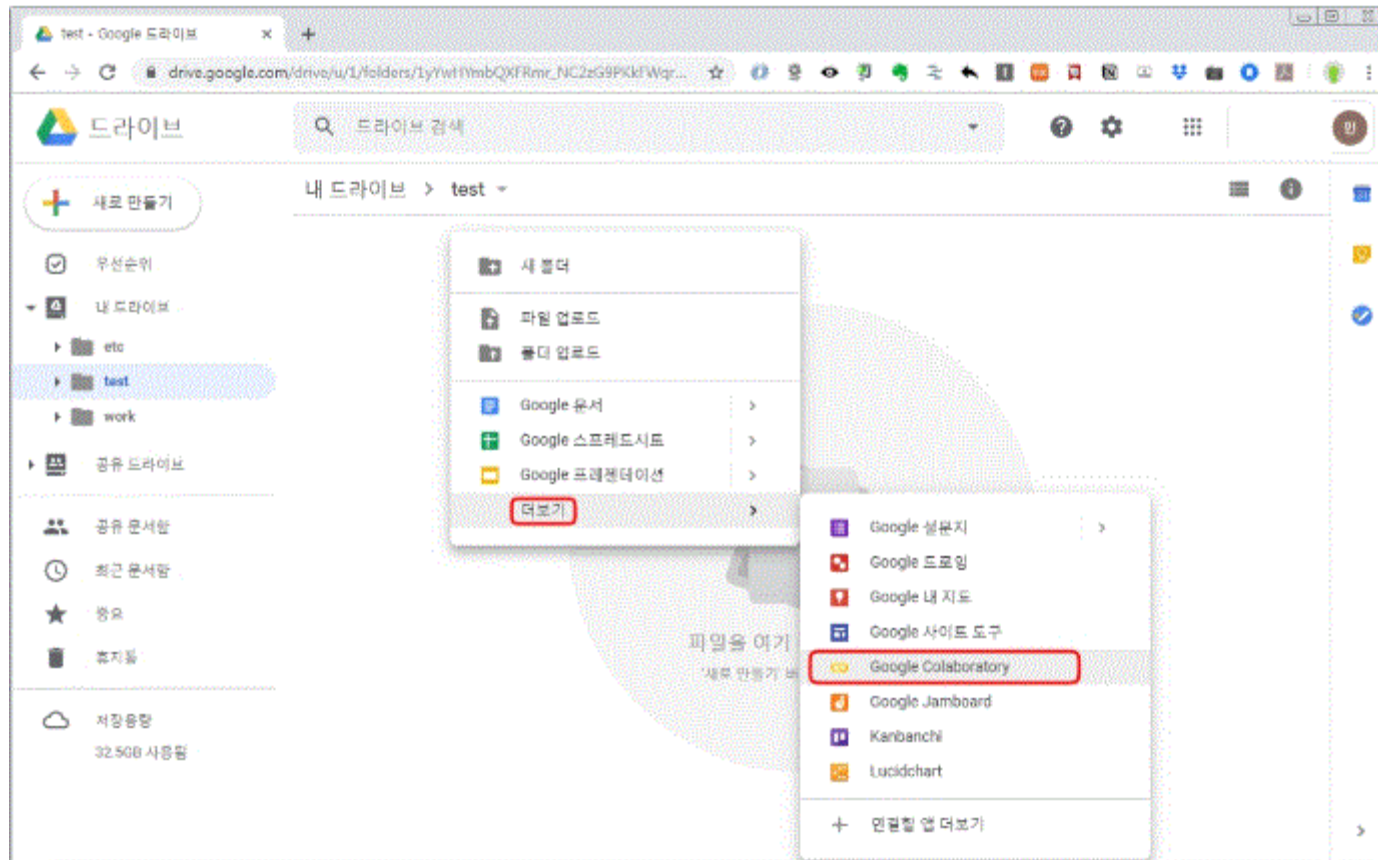 test - Google 드라이브
드라이브
드라이브 검색
민
새로 만들기
내 드라이브 > test
우선순위
내 드라이브
etc
test
work
공유 드라이브
공유 문서함
최근 문서함
중요
휴지통
저장용량
32.5GB 사용됨
새 폴더
파일 업로드
폴더 업로드
Google 문서
Google 스프레드시트
Google 프레젠테이션
더보기
Google 설문지
Google 드로잉
Google 내 지도
Google 사이트 도구
Google Colaboratory
Google Jamboard
Kanbanchi
Lucidchart
연결할 앱 더보기
파일을 여기
'새로 만들기' 버